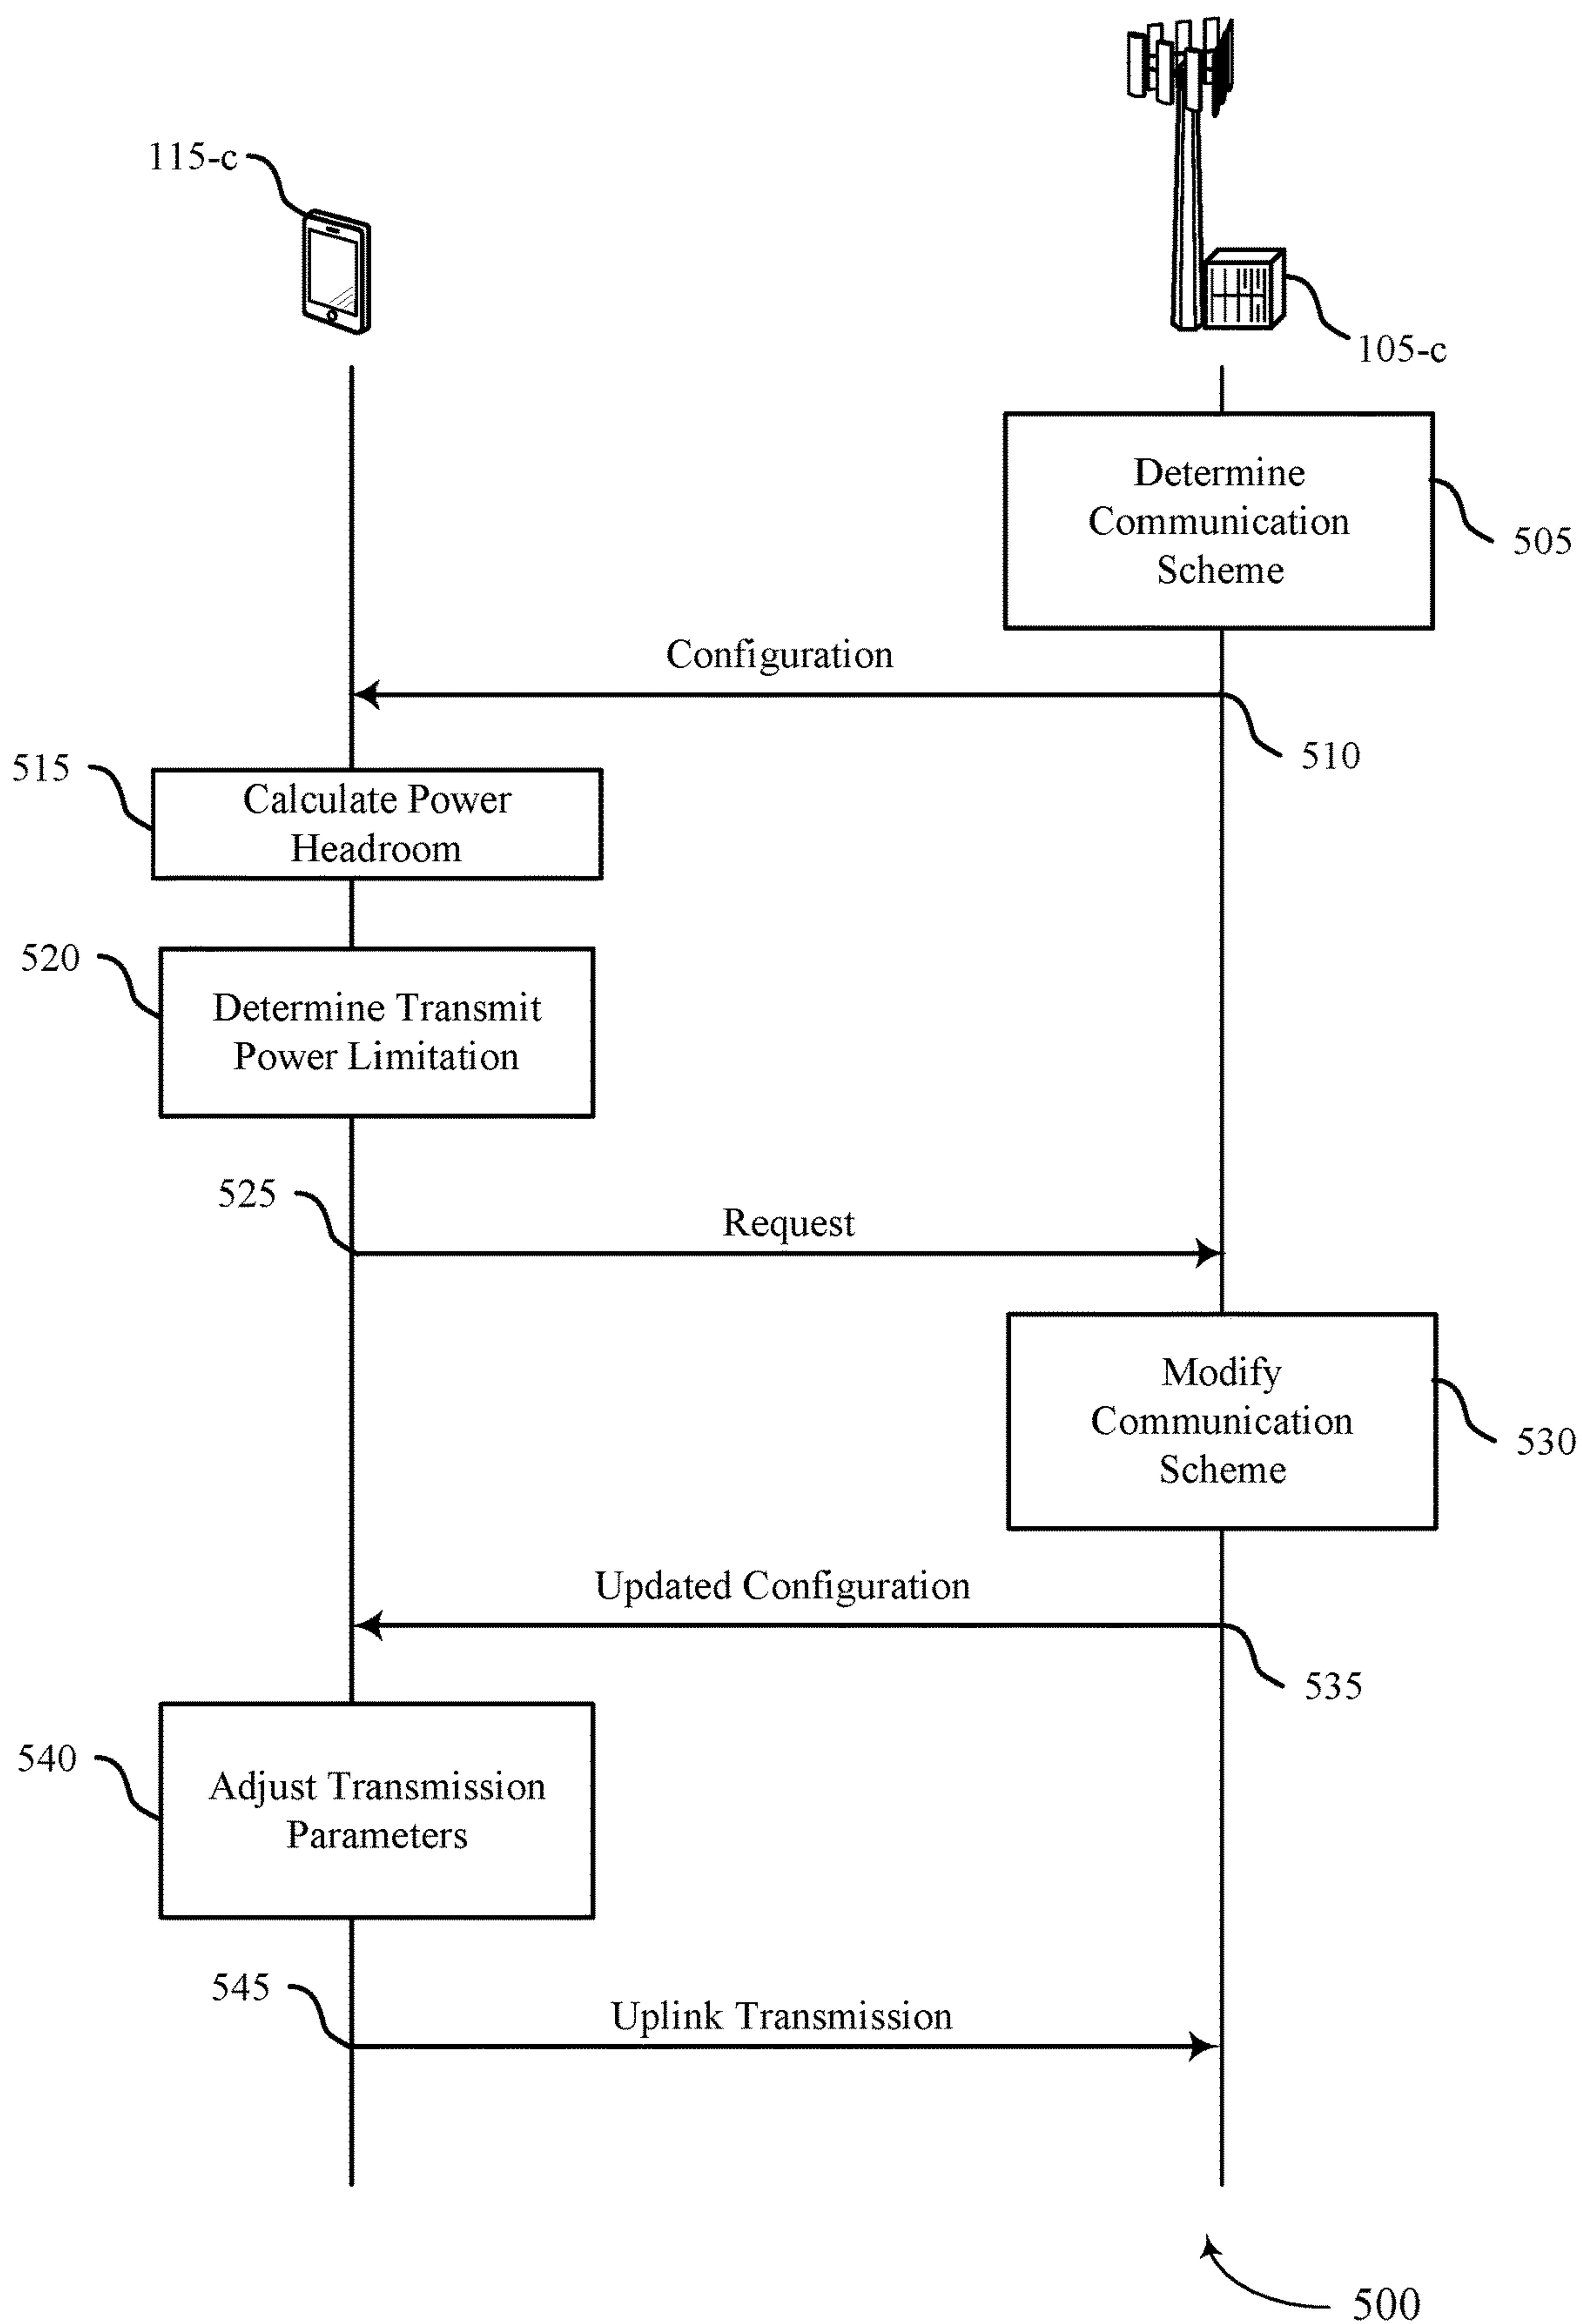 115-c
105-c
Determine
Communication
Scheme
505
Configuration
510
515
Calculate Power
Headroom
520
Determine Transmit
Power Limitation
525
Request
Modify
Communication
Scheme
530
Updated Configuration
535
540
Adjust Transmission
Parameters
545
Uplink Transmission
500